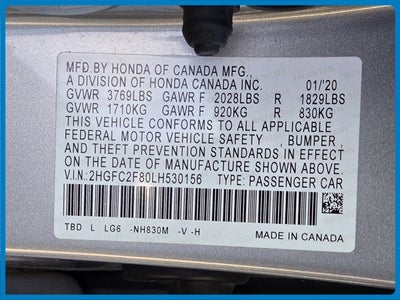 MFD.BY HONDA OF CANADA MFG.,
A DIVISION OF HONDA CANADA INC. 01/'20
GVWR 3769LBS GAWR F 2028LBS R 1829LBS
GVWR 1710KG GAWR F 920KG R 830KG
THIS VEHICLE CONFORMS TO ALL APPLICABLE
FEDERAL MOTOR VEHICLE SAFETY , BUMPER ,
AND THEFT PREVENTION STANDARDS IN EFFECT
ON THE DATE OF MANUFACTURE SHOWN ABOVE.
V.I.N:2HGFC2F80LH530156 TYPE: PASSENGER CAR
TBD L LG6 -NH830M -V -H
MADE IN CANADA